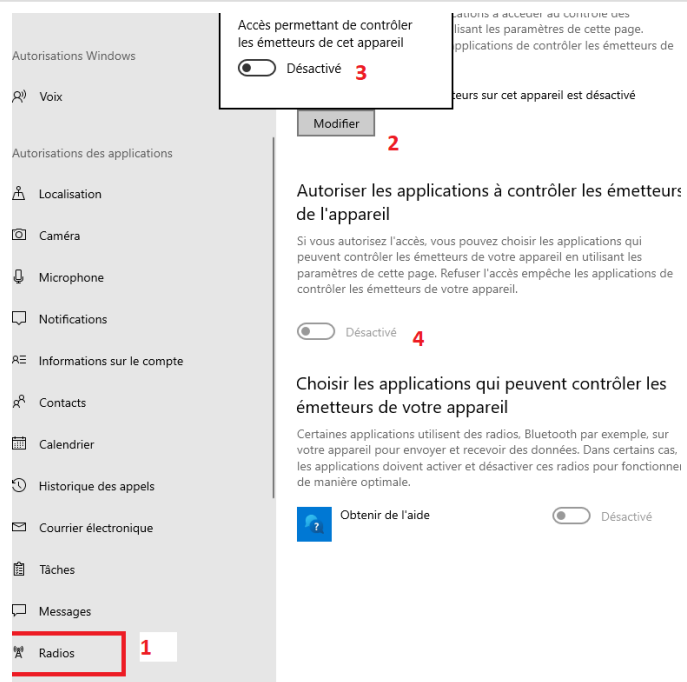 Autorisations Windows
Voix
Autorisations des applications
Localisation
Caméra
Microphone
Notifications
Informations sur le compte
Contacts
Calendrier
Historique des appels
Courrier électronique
Tâches
Messages
Radios
1
Accès permettant de contrôler
les émetteurs de cet appareil
Désactivé
3
à accéder au contrôle des
lisant les paramètres de cette page.
applications de contrôler les émetteurs de
sur cet appareil est désactivé
Modifier
2
Autoriser les applications à contrôler les émetteurs
de l'appareil
Si vous autorisez l'accès, vous pouvez choisir les applications qui
peuvent contrôler les émetteurs de votre appareil en utilisant les
paramètres de cette page. Refuser l'accès empêche les applications de
contrôler les émetteurs de votre appareil.
Désactivé
4
Choisir les applications qui peuvent contrôler les
émetteurs de votre appareil
Certaines applications utilisent des radios, Bluetooth par exemple, sur
votre appareil pour envoyer et recevoir des données. Dans certains cas,
les applications doivent activer et désactiver ces radios pour fonctionner
de manière optimale.
Obtenir de l'aide
Désactivé